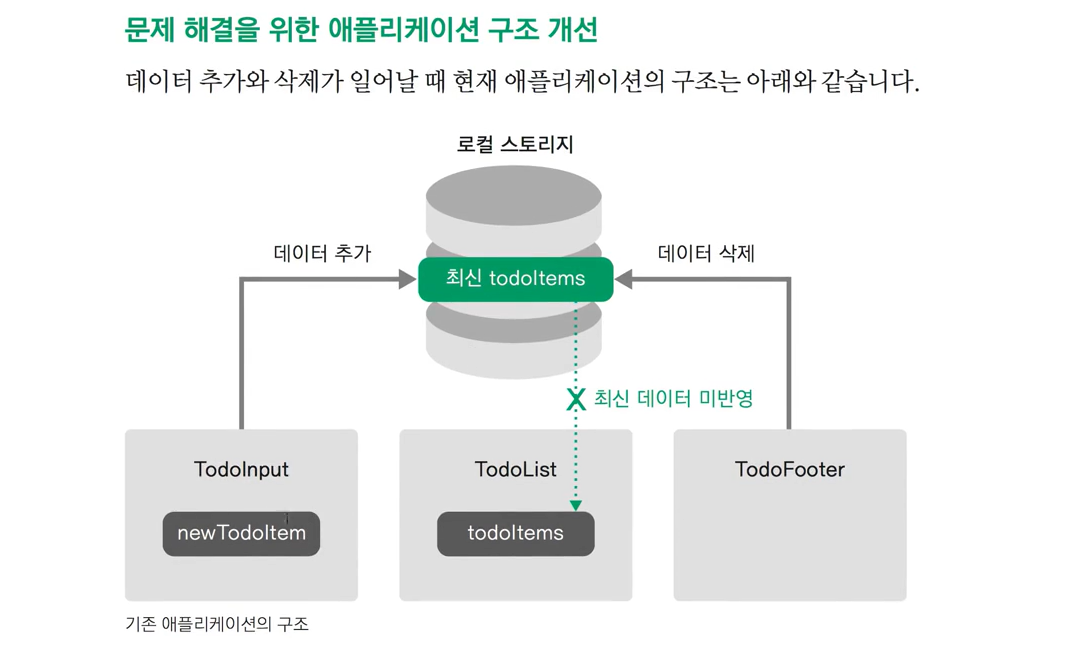 문제 해결을 위한 애플리케이션 구조 개선
데이터 추가와 삭제가 일어날 때 현재 애플리케이션의 구조는 아래와 같습니다.
로컬 스토리지
데이터 추가
데이터 삭제
최신 todoItems
최신 데이터 미반영
TodoInput
TodoList
TodoFooter
newTodoItem
todoItems
기존 애플리케이션의 구조